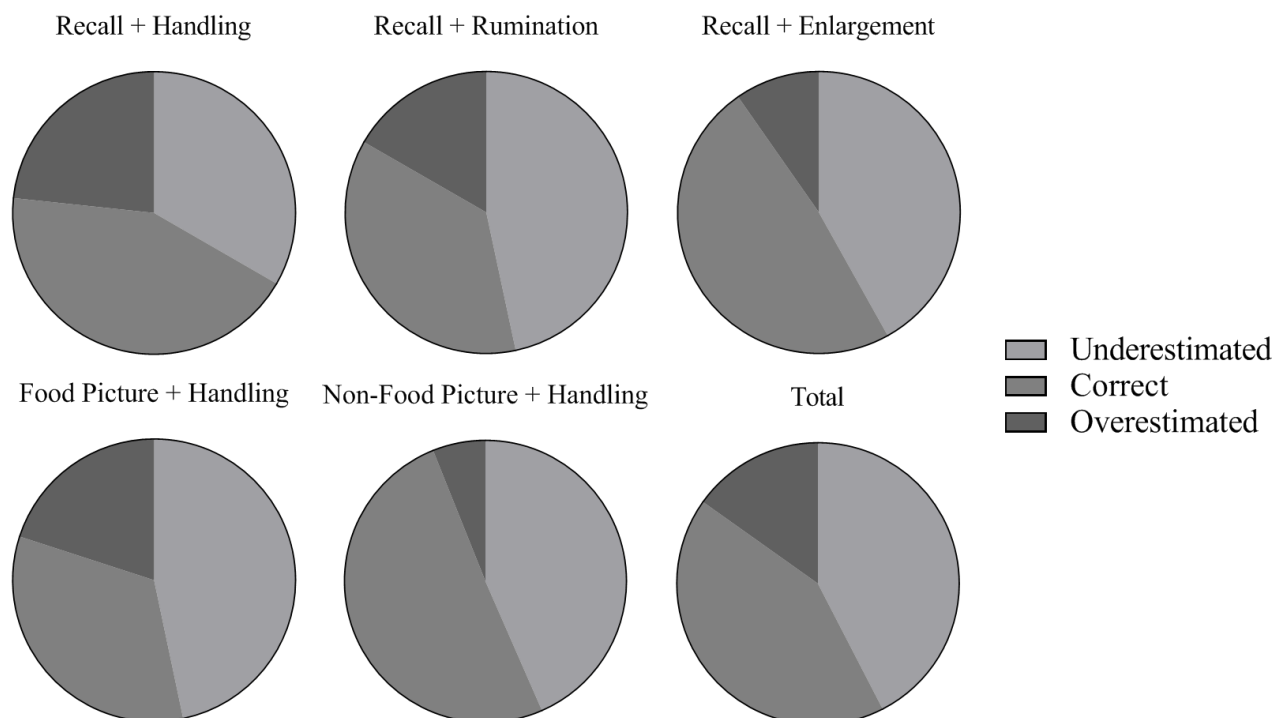 Recall + Handling
Recall + Rumination
Recall + Enlargement
Food Picture + Handling
Non-Food Picture + Handling
Total
Underestimated
Correct
Overestimated